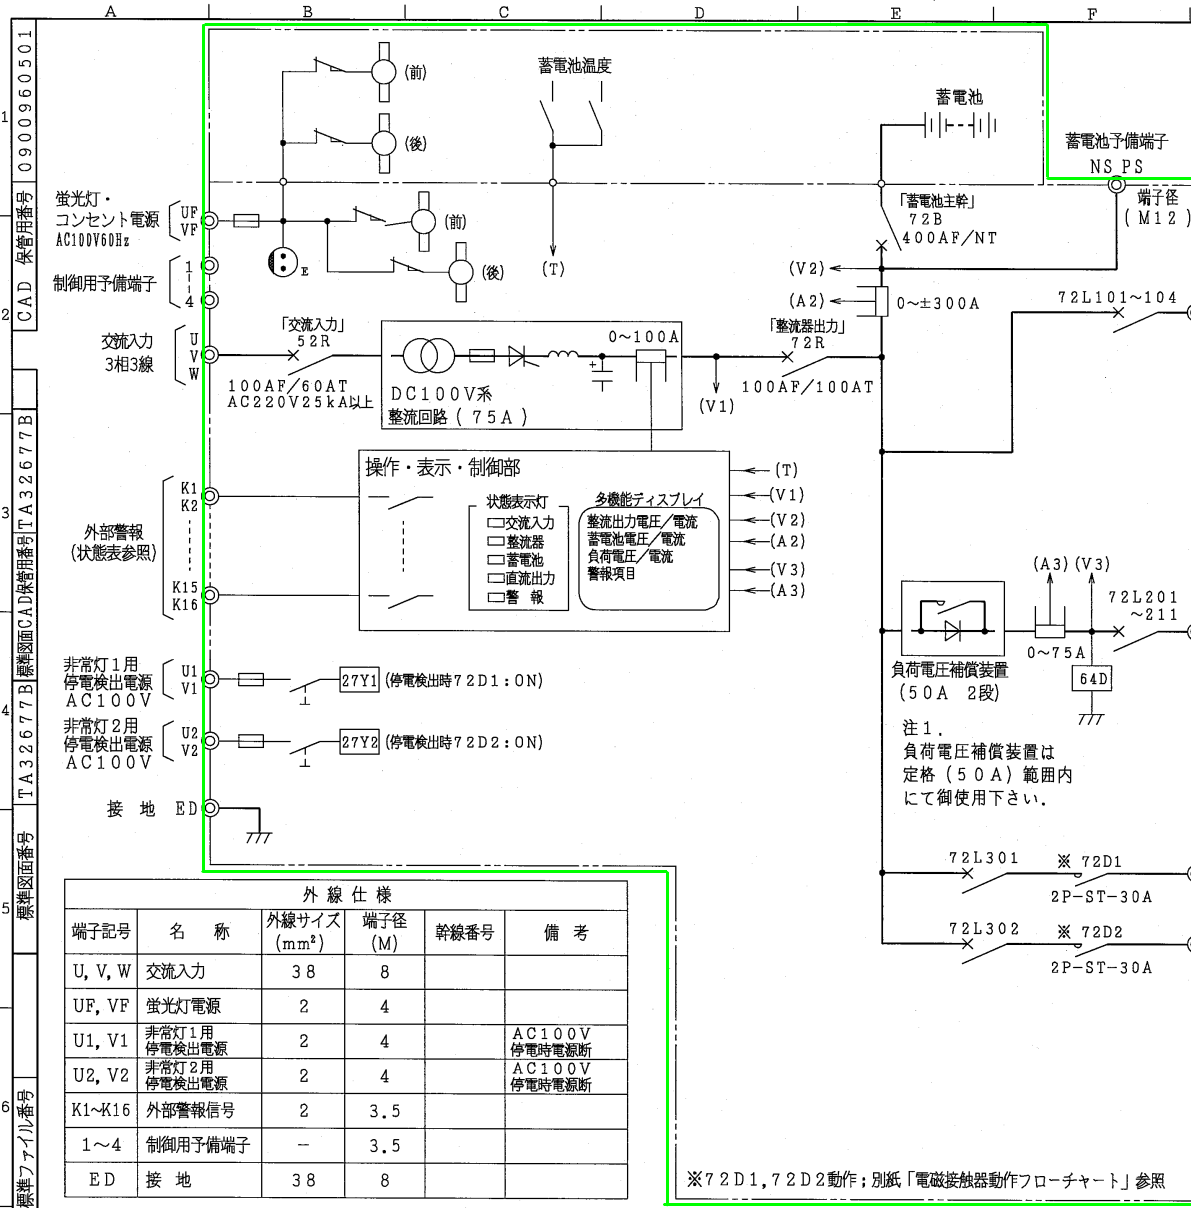 A B C D E F
1
2
3
4
5
6
0900960501
CAD 保管用番号
TA32677B
標準図面CAD保管用番号
TA32677B
標準図面番号
標準ファイル番号
(前)
(後)
蓄電池温度
蓄電池
蓄電池予備端子
NS PS
端子径
(M12)
蛍光灯・
コンセント電源
AC100V60Hz
UF
VF
E
(前)
(後)
(T)
「蓄電池主幹」
72B
400AF/NT
制御用予備端子
1
4
(V2)
(A2)
0~±300A
72L101~104
交流入力
3相3線
U
V
W
「交流入力」
52R
100AF/60AT
AC220V25kA以上
0~100A
+
DC100V系
整流回路 (75A)
(V1)
「整流器出力」
72R
100AF/100AT
操作・表示・制御部
状態表示灯
交流入力
整流器
蓄電池
直流出力
警 報
多機能ディスプレイ
整流出力電圧/電流
蓄電池電圧/電流
負荷電圧/電流
警報項目
(T)
(V1)
(V2)
(A2)
(V3)
(A3)
外部警報
(状態表参照)
K1
K2
K15
K16
(A3) (V3)
72L201
~211
0~75A
64D
負荷電圧補償装置
(50A 2段)
注1.
負荷電圧補償装置は
定格 (50A) 範囲内
にて御使用下さい.
非常灯1用
停電検出電源
AC100V
U1
V1
27Y1 (停電検出時72D1:ON)
非常灯2用
停電検出電源
AC100V
U2
V2
27Y2 (停電検出時72D2:ON)
接 地 ED
72L301 ※ 72D1
2P-ST-30A
72L302 ※ 72D2
2P-ST-30A
外 線 仕 様
端子記号 名 称 外線サイズ(mm²) 端子径(M) 幹線番号 備 考
U, V, W 交流入力 38 8
UF, VF 蛍光灯電源 2 4
U1, V1 非常灯1用停電検出電源 2 4 AC100V停電時電源断
U2, V2 非常灯2用停電検出電源 2 4 AC100V停電時電源断
K1~K16 外部警報信号 2 3.5
1~4 制御用予備端子 － 3.5
ED 接 地 38 8
※72D1,72D2動作;別紙「電磁接触器動作フローチャート」参照